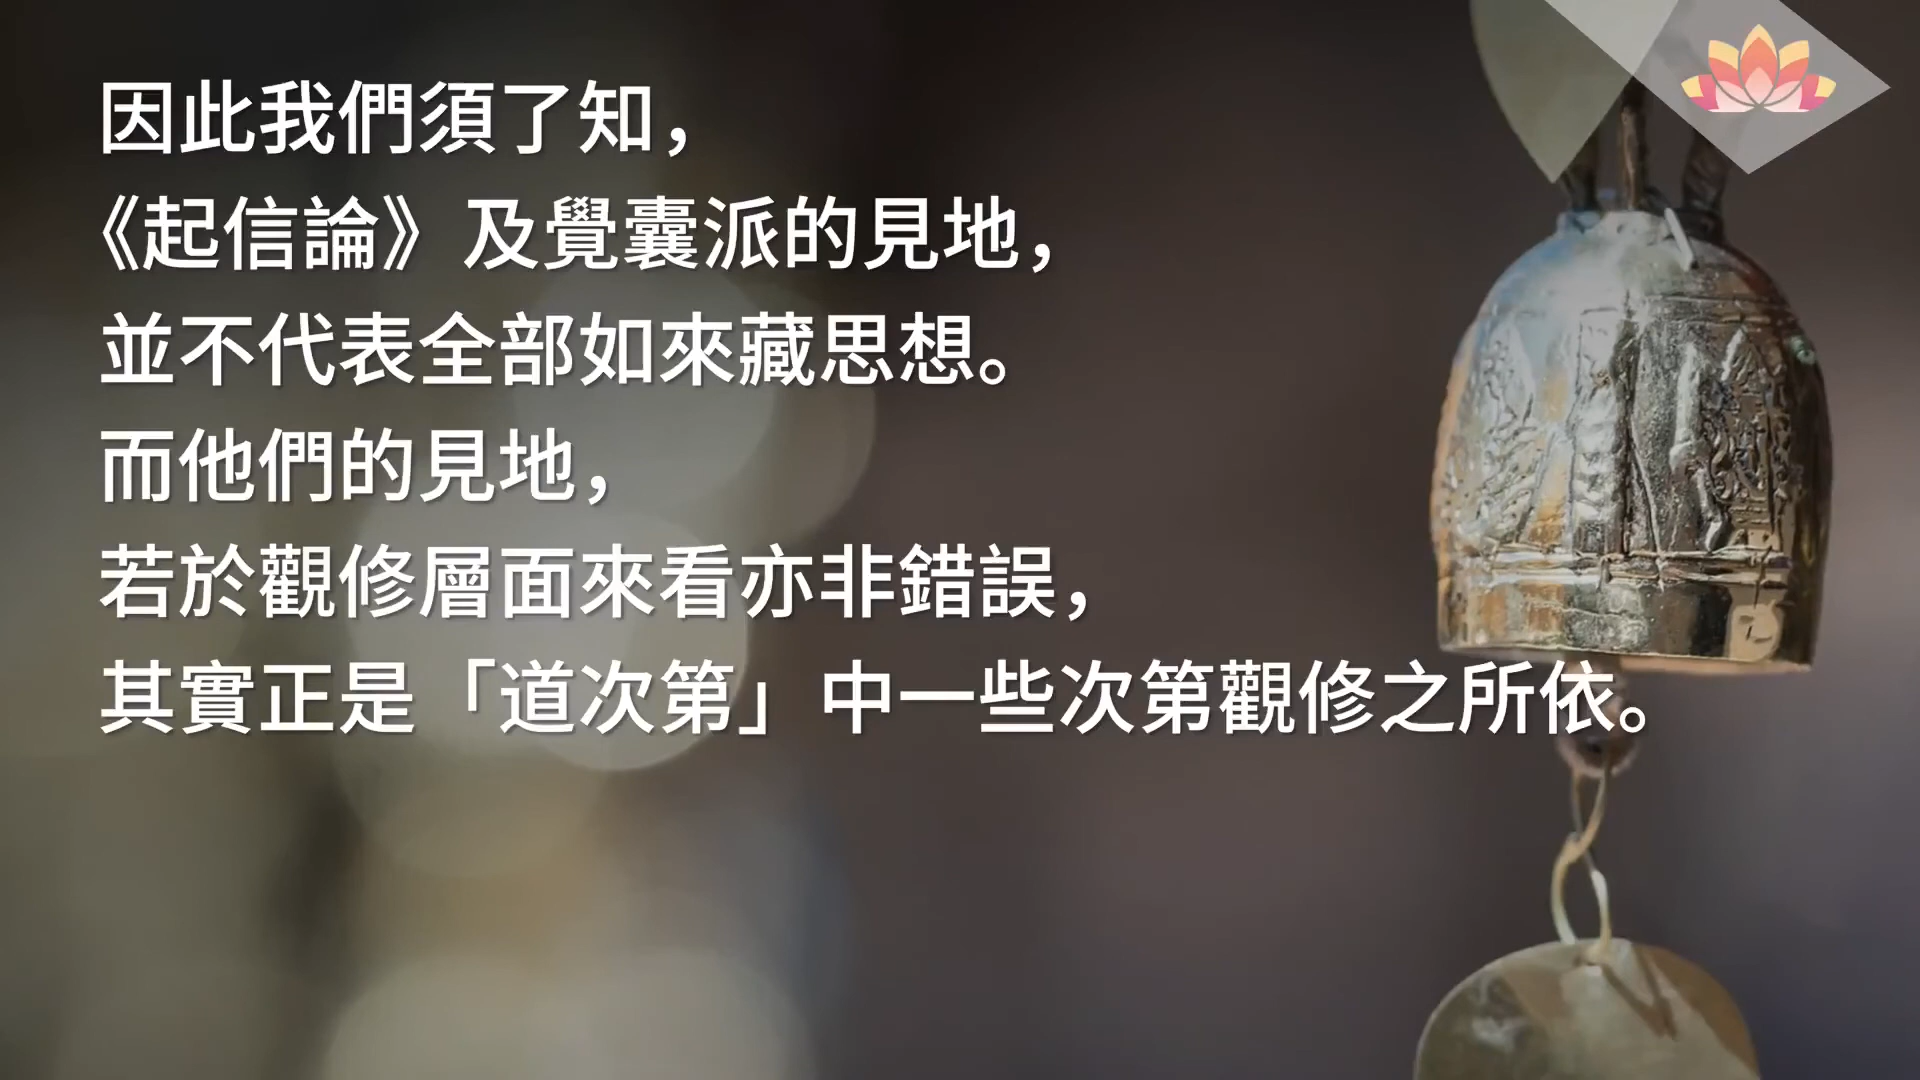 因此我們須了知，
《起信論》及覺囊派的見地，
並不代表全部如來藏思想。
而他們的見地，
若於觀修層面來看亦非錯誤，
其實正是「道次第」中一些次第觀修之所依。